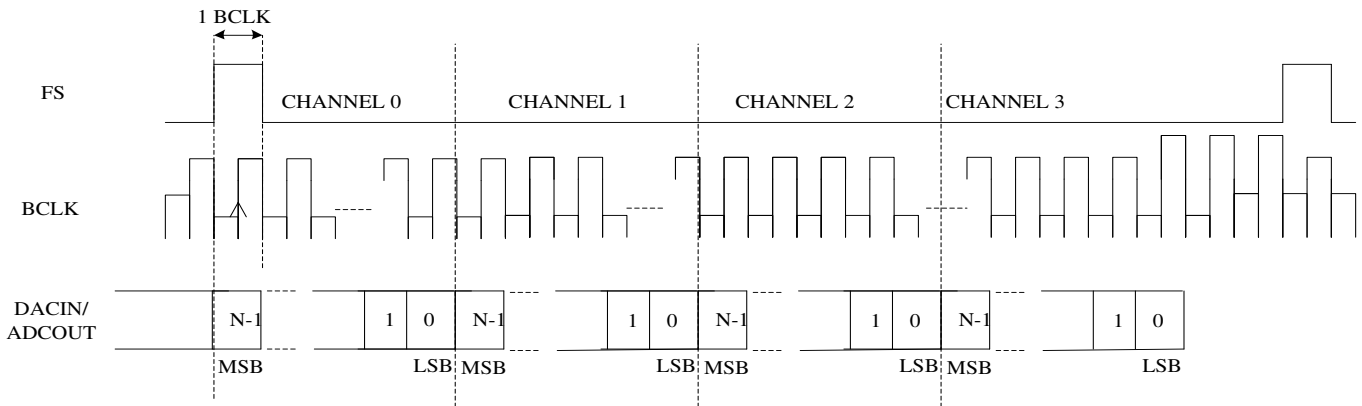 1 BCLK
FS
CHANNEL 0
CHANNEL 1
CHANNEL 2
CHANNEL 3
BCLK
DACIN/
ADCOUT
N-1
1
0
N-1
1
0
N-1
1
0
N-1
1
0
MSB
LSB
MSB
LSB
MSB
LSB
MSB
LSB